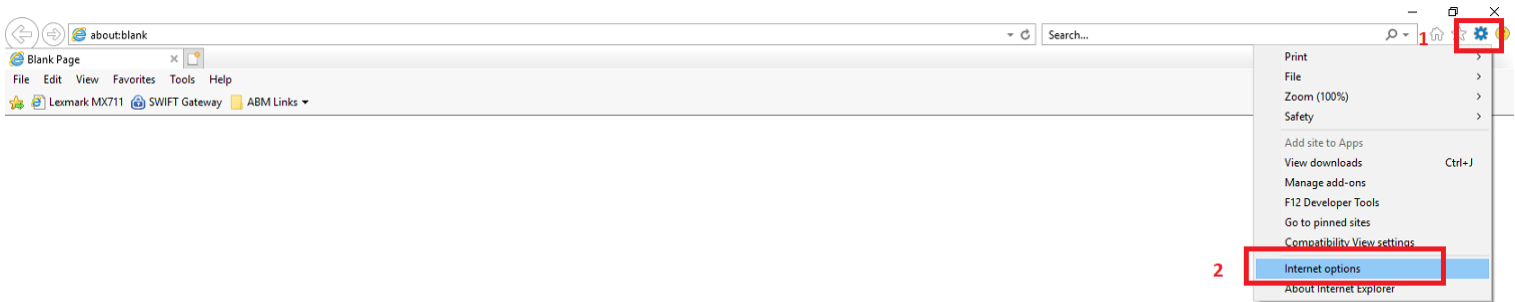 about:blank
Search...
1
Blank Page
File Edit View Favorites Tools Help
Lexmark MX711 SWIFT Gateway ABM Links
Print
File
Zoom (100%)
Safety
Add site to Apps
View downloads Ctrl+J
Manage add-ons
F12 Developer Tools
Go to pinned sites
Compatibility View settings
2 Internet options
About Internet Explorer